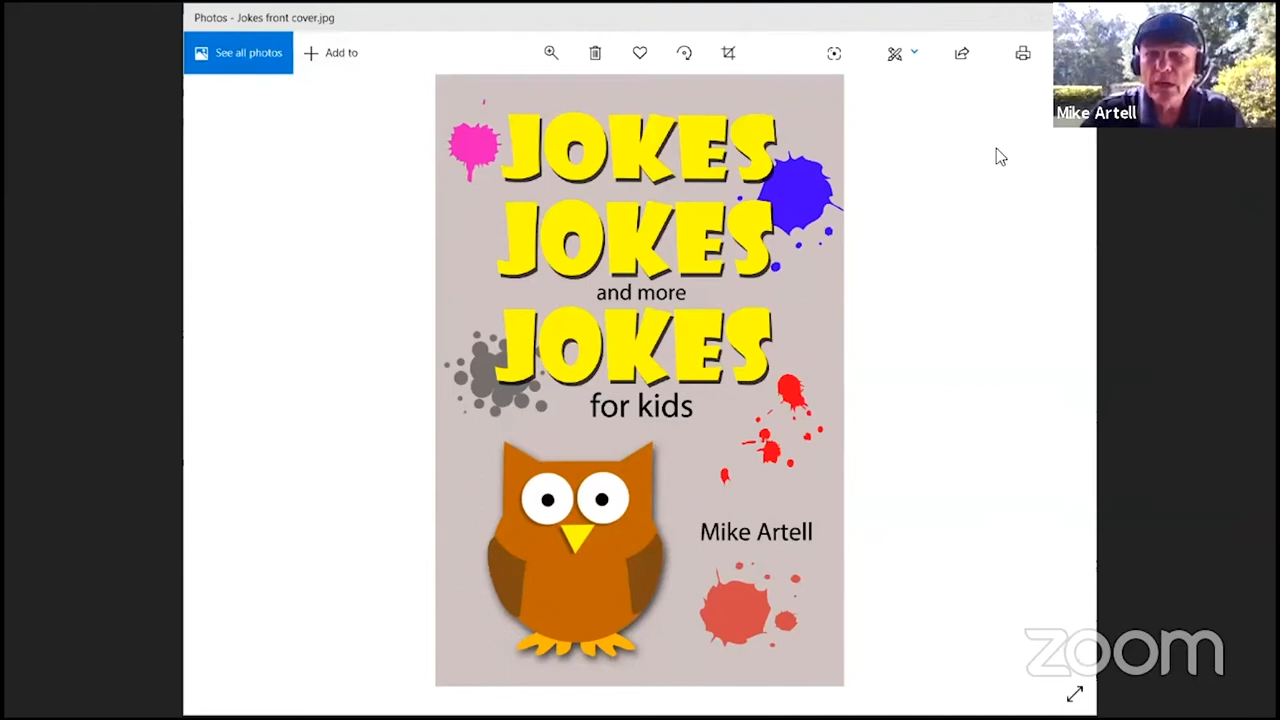 Photos - Jokes front cover.jpg
See all photos
Add to
Mike Artell
JOKES
JOKES
and more
JOKES
for kids
Mike Artell
zoom